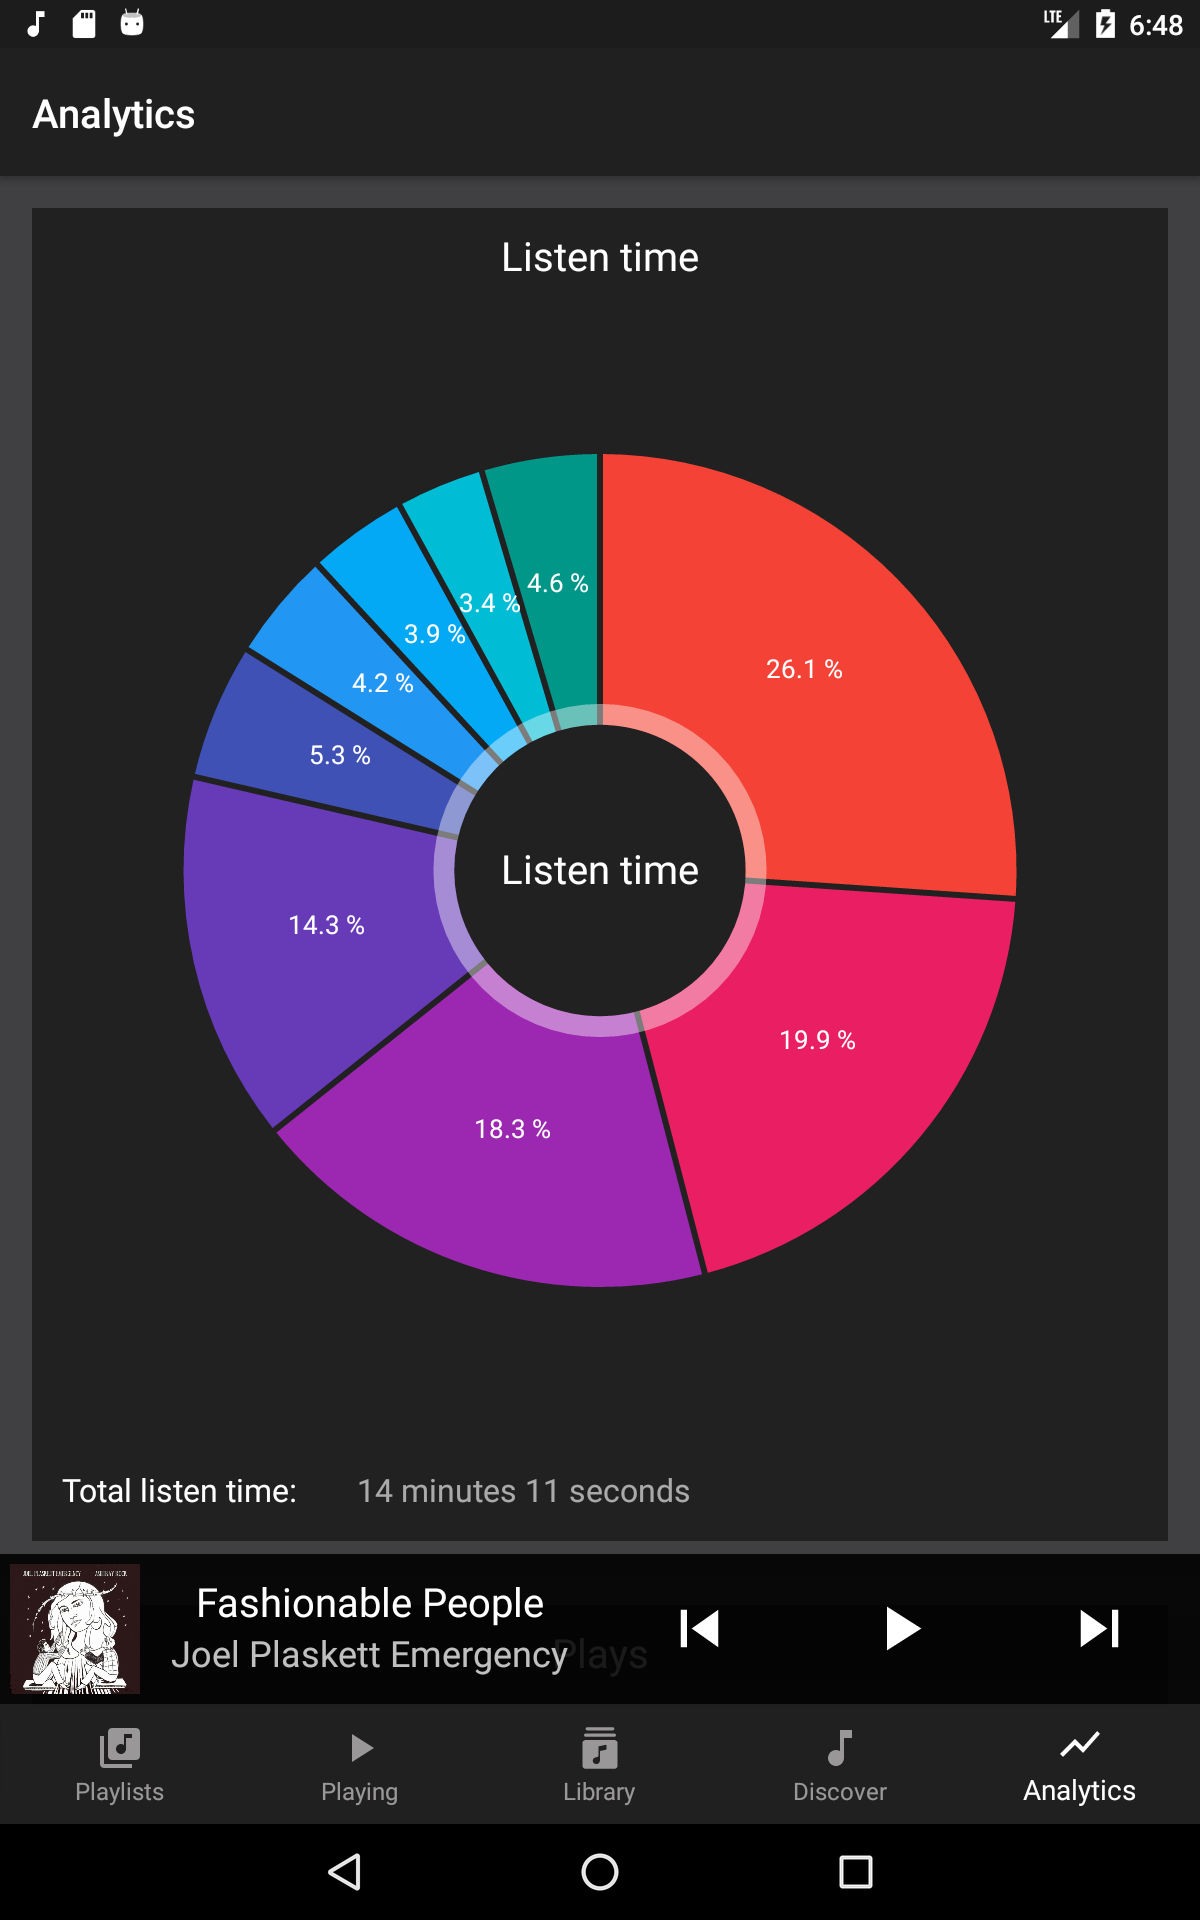 LTE 6:48
Analytics
Listen time
4.6 %
3.4 %
3.9 %
26.1 %
4.2 %
5.3 %
Listen time
14.3 %
19.9 %
18.3 %
Total listen time: 14 minutes 11 seconds
Fashionable People
Joel Plaskett Emergency
Plays
Playlists Playing Library Discover Analytics